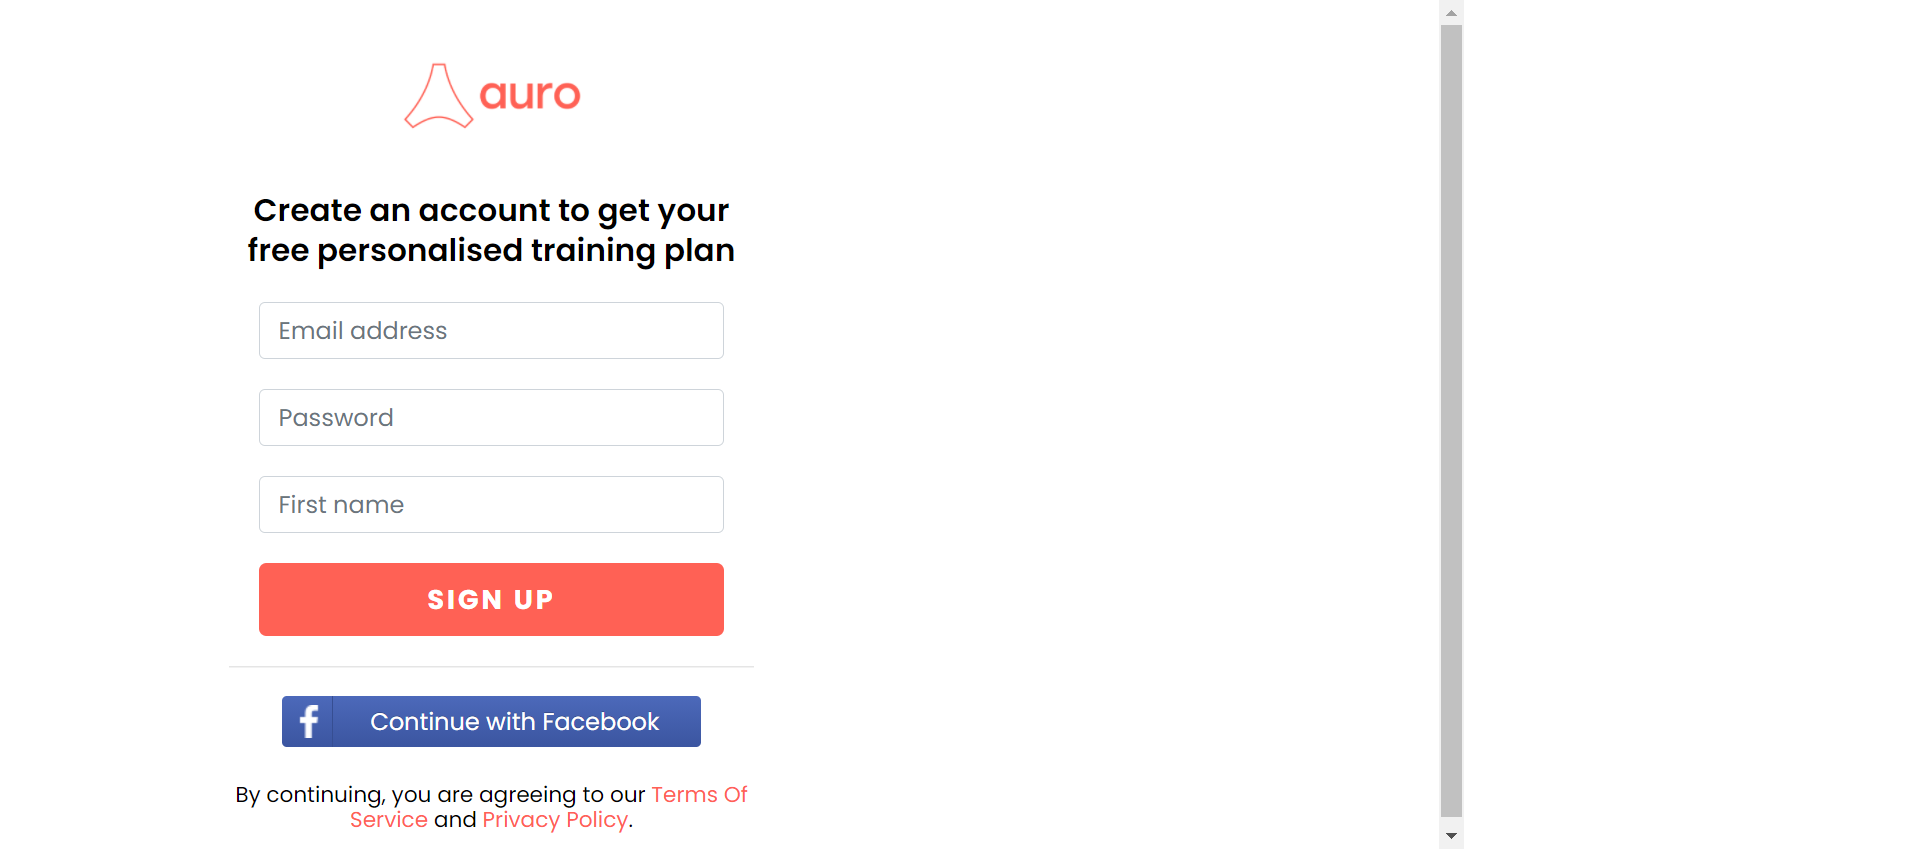 auro
Create an account to get your
free personalised training plan
Email address
Password
First name
SIGN UP
f Continue with Facebook
By continuing, you are agreeing to our Terms Of
Service and Privacy Policy.